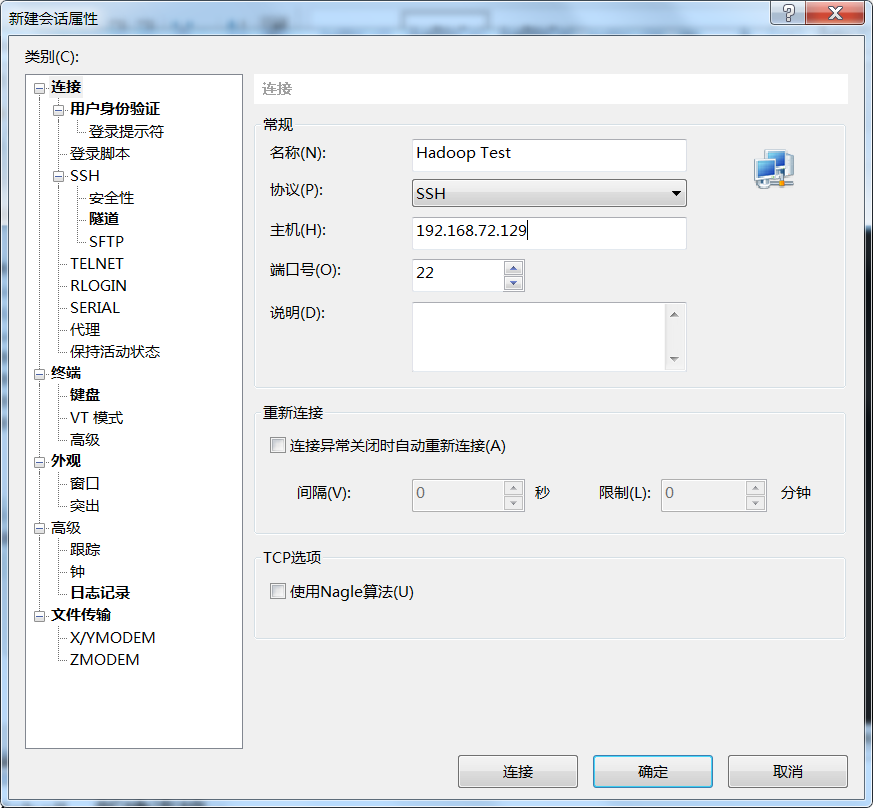 新建会话属性
类别(C):
连接
用户身份验证
登录提示符
登录脚本
SSH
安全性
隧道
SFTP
TELNET
RLOGIN
SERIAL
代理
保持活动状态
终端
键盘
VT 模式
高级
外观
窗口
突出
高级
跟踪
钟
日志记录
文件传输
X/YMODEM
ZMODEM
连接
常规
名称(N): Hadoop Test
协议(P): SSH
主机(H): 192.168.72.129
端口号(O): 22
说明(D):
重新连接
连接异常关闭时自动重新连接(A)
间隔(V): 0 秒 限制(L): 0 分钟
TCP选项
使用Nagle算法(U)
连接 确定 取消